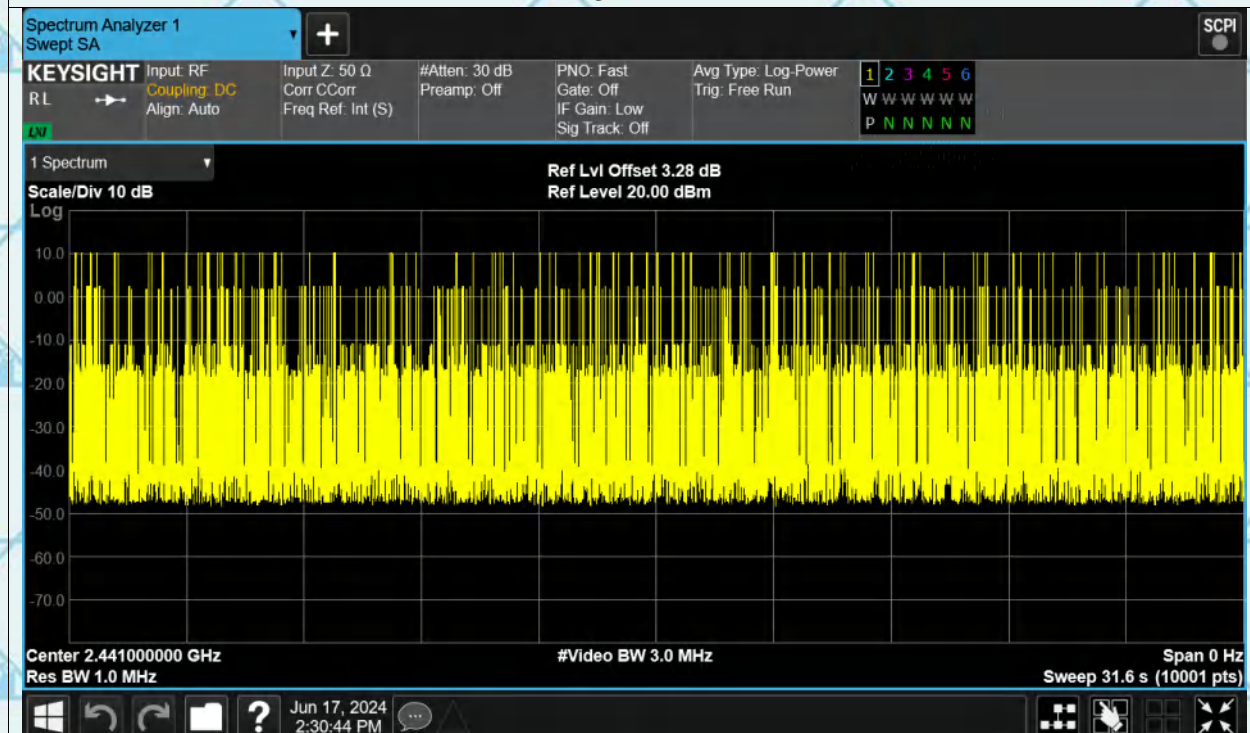 Spectrum Analyzer 1
Swept SA
+
SCPI
KEYSIGHT
RL
LXI
Input: RF
Coupling: DC
Align: Auto
Input Z: 50 Ω
Corr CCorr
Freq Ref: Int (S)
#Atten: 30 dB
Preamp: Off
PNO: Fast
Gate: Off
IF Gain: Low
Sig Track: Off
Avg Type: Log-Power
Trig: Free Run
1 2 3 4 5 6
W W W W W W
P N N N N N
1 Spectrum
Scale/Div 10 dB
Log
Ref Lvl Offset 3.28 dB
Ref Level 20.00 dBm
10.0
0.00
-10.0
-20.0
-30.0
-40.0
-50.0
-60.0
-70.0
Center 2.441000000 GHz
Res BW 1.0 MHz
#Video BW 3.0 MHz
Span 0 Hz
Sweep 31.6 s (10001 pts)
?
Jun 17, 2024
2:30:44 PM